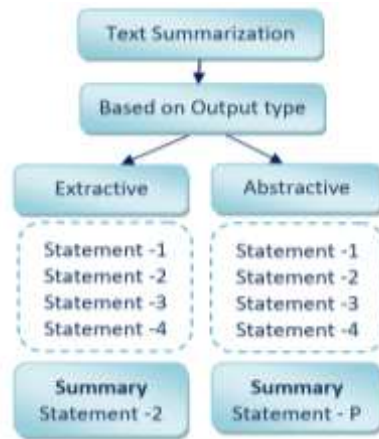 Text Summarization
Based on Output type
Extractive
Abstractive
Statement -1
Statement -2
Statement -3
Statement -4
Statement -1
Statement -2
Statement -3
Statement -4
Summary
Statement -2
Summary
Statement - P